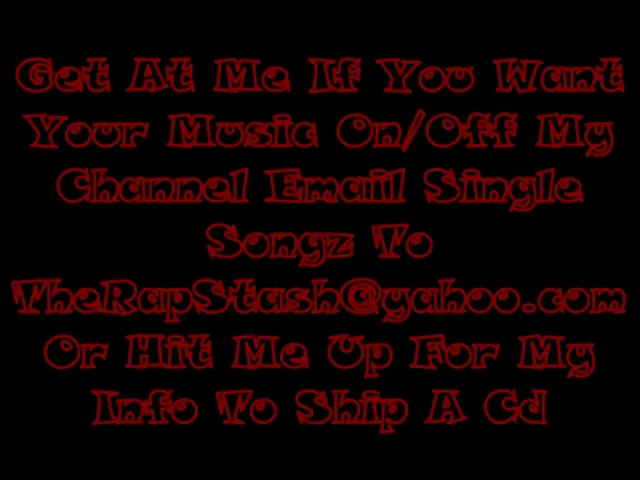 Get At Me If You Want
Your Music On/Off My
Channel Email Single
Songz To
TheRapStash@yahoo.com
Or Hit Me Up For My
Info To Ship A Cd